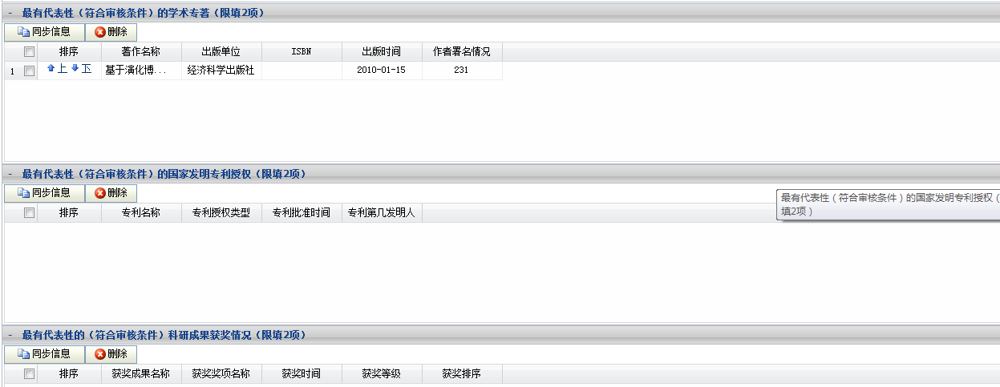 - 最有代表性（符合审核条件）的学术专著（限填2项）
同步信息 删除
排序 著作名称 出版单位 ISBN 出版时间 作者署名情况
1 上 下 基于演化博... 经济科学出版社 2010-01-15 231
- 最有代表性（符合审核条件）的国家发明专利授权（限填2项）
同步信息 删除
最有代表性（符合审核条件）的国家发明专利授权（
填2项）
排序 专利名称 专利授权类型 专利批准时间 专利第几发明人
- 最有代表性的（符合审核条件）科研成果获奖情况（限填2项）
同步信息 删除
排序 获奖成果名称 获奖奖项名称 获奖时间 获奖等级 获奖排序